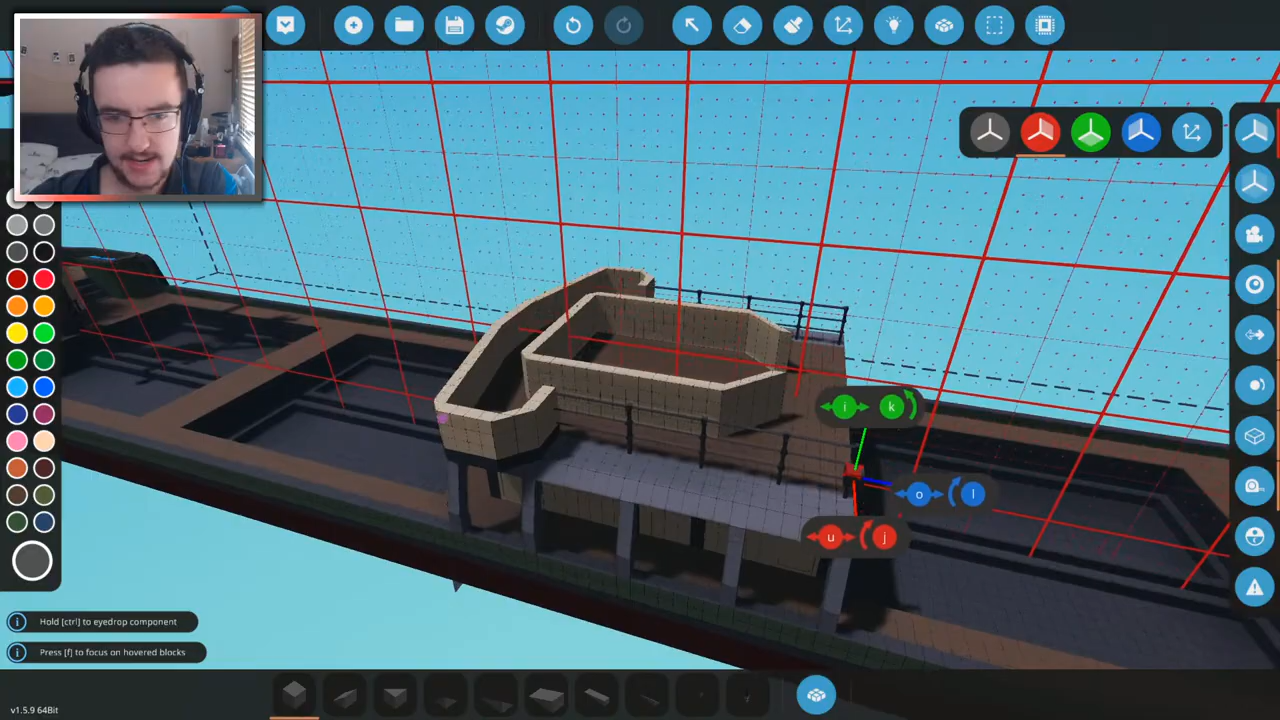 i
k
o
l
u
j
Hold [ctrl] to eyedrop component
Press [f] to focus on hovered blocks
v1.5.9 64Bit